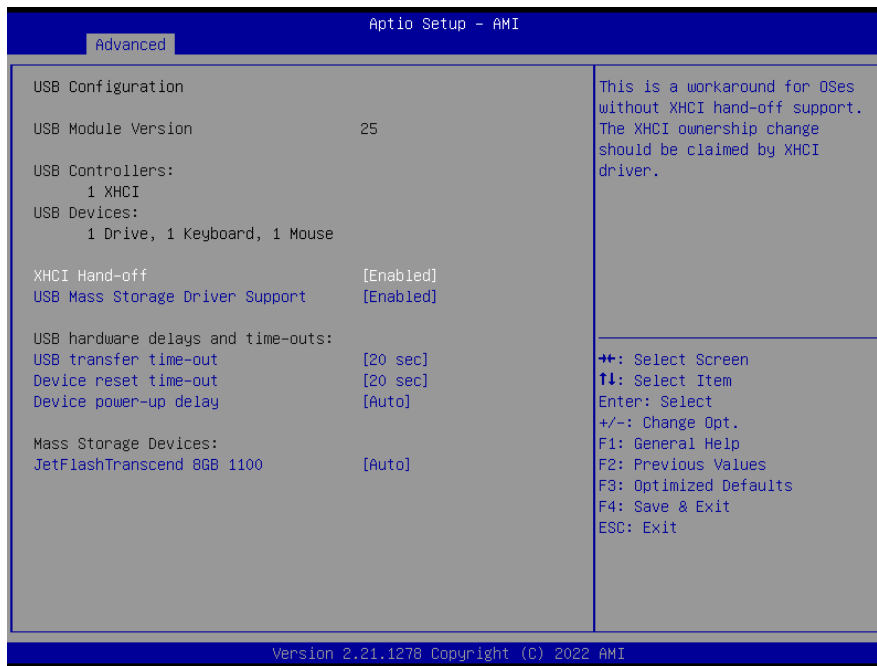 Aptio Setup – AMI
Advanced
USB Configuration
USB Module Version 25
USB Controllers:
1 XHCI
USB Devices:
1 Drive, 1 Keyboard, 1 Mouse
XHCI Hand-off [Enabled]
USB Mass Storage Driver Support [Enabled]
USB hardware delays and time-outs:
USB transfer time-out [20 sec]
Device reset time-out [20 sec]
Device power-up delay [Auto]
Mass Storage Devices:
JetFlashTranscend 8GB 1100 [Auto]
This is a workaround for OSes
without XHCI hand-off support.
The XHCI ownership change
should be claimed by XHCI
driver.
→←: Select Screen
↑↓: Select Item
Enter: Select
+/-: Change Opt.
F1: General Help
F2: Previous Values
F3: Optimized Defaults
F4: Save & Exit
ESC: Exit
Version 2.21.1278 Copyright (C) 2022 AMI